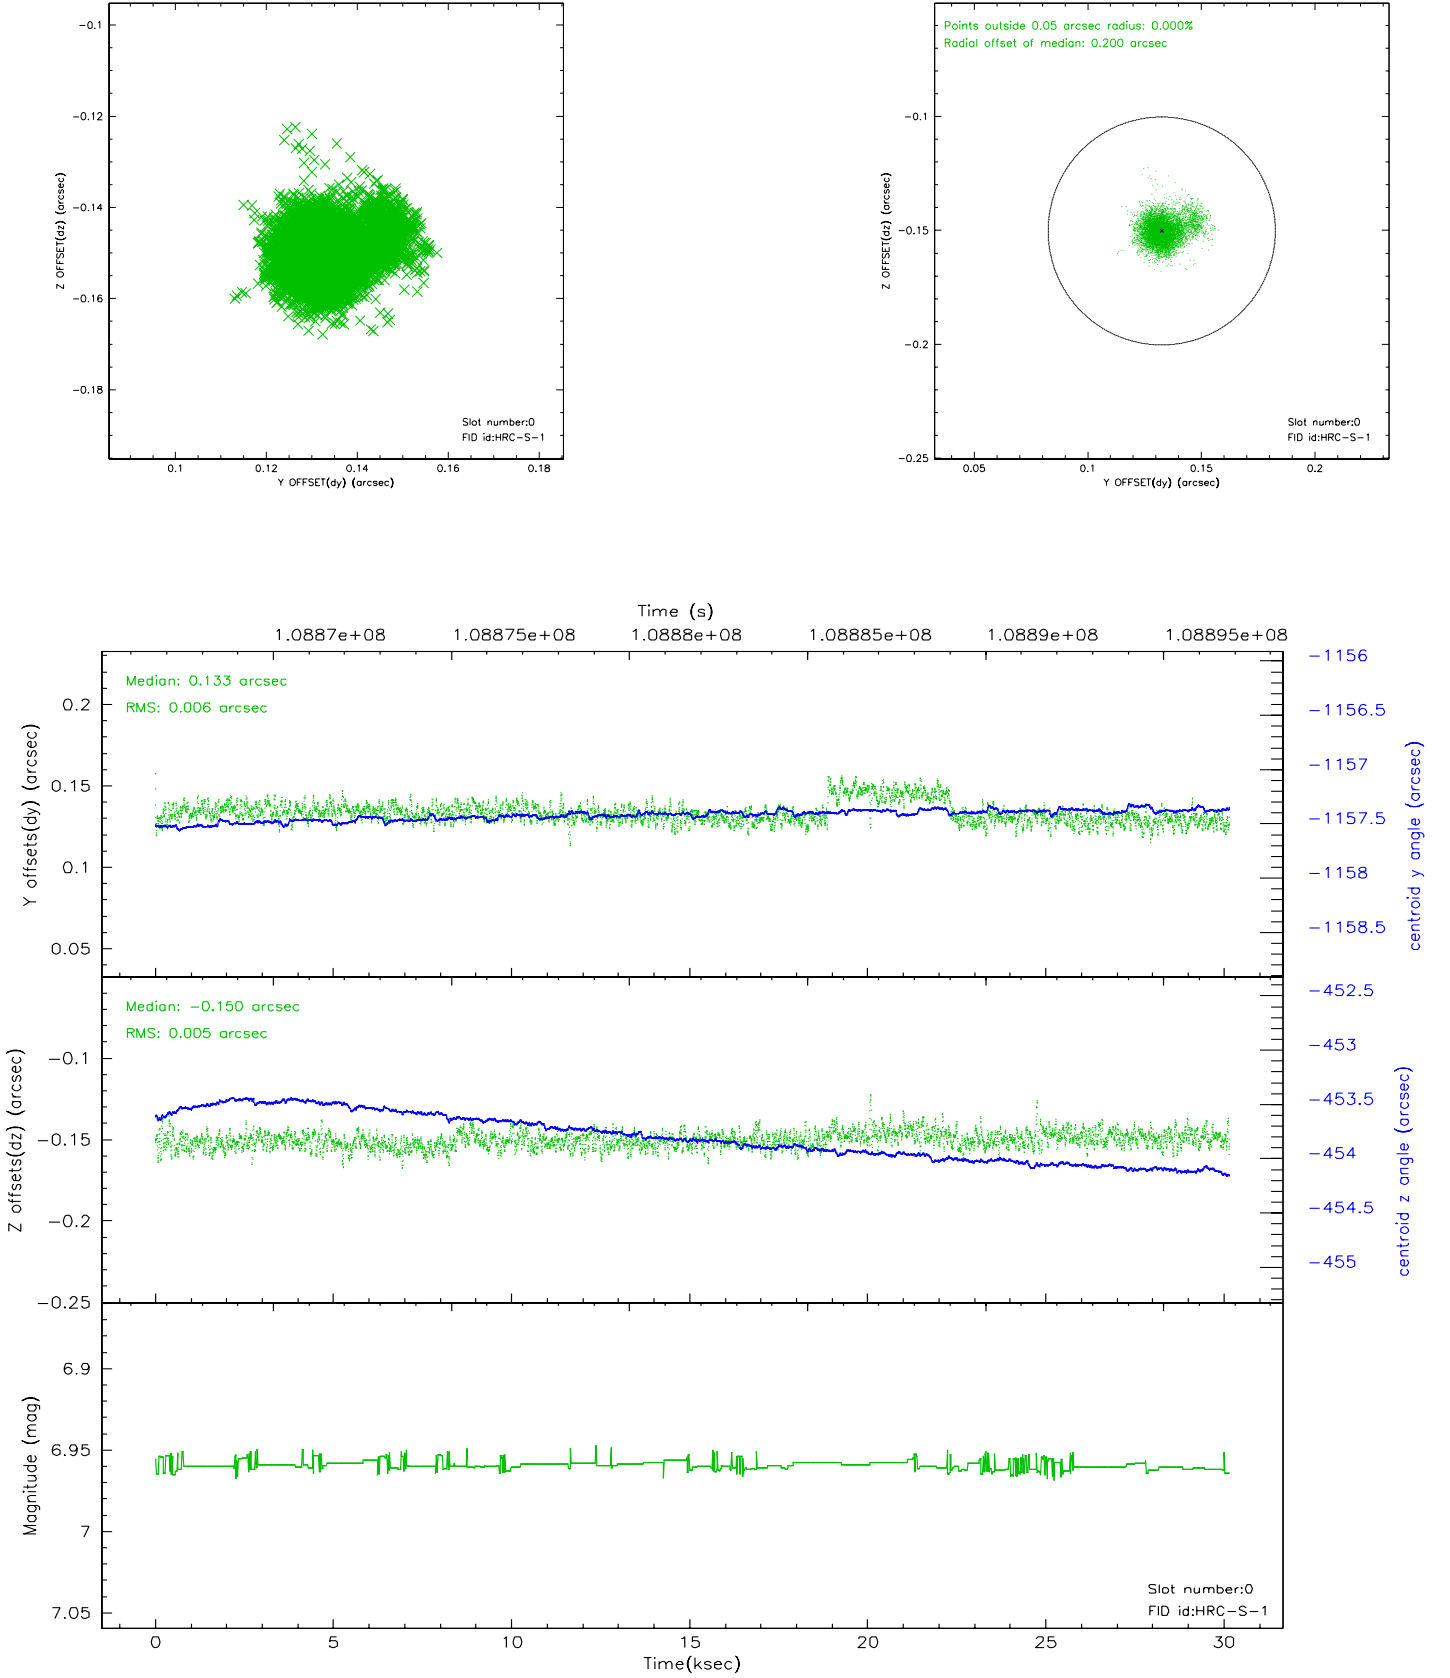 -0.1
-0.12
-0.14
-0.16
-0.18
Z OFFSET(dz) (arcsec)
Slot number:0
FID id:HRC-S-1
0.1 0.12 0.14 0.16 0.18
Y OFFSET(dy) (arcsec)
Points outside 0.05 arcsec radius: 0.000%
Radial offset of median: 0.200 arcsec
-0.1
-0.15
-0.2
-0.25
Z OFFSET(dz) (arcsec)
Slot number:0
FID id:HRC-S-1
0.05 0.1 0.15 0.2
Y OFFSET(dy) (arcsec)
Time (s)
1.0887e+08 1.08875e+08 1.0888e+08 1.08885e+08 1.0889e+08 1.08895e+08
Median: 0.133 arcsec
RMS: 0.006 arcsec
0.2
0.15
0.1
0.05
Y offsets(dy) (arcsec)
-1156
-1156.5
-1157
-1157.5
-1158
-1158.5
centroid y angle (arcsec)
Median: -0.150 arcsec
RMS: 0.005 arcsec
-0.1
-0.15
-0.2
-0.25
Z offsets(dz) (arcsec)
-452.5
-453
-453.5
-454
-454.5
-455
centroid z angle (arcsec)
6.9
6.95
7
7.05
Magnitude (mag)
Slot number:0
FID id:HRC-S-1
0 5 10 15 20 25 30
Time(ksec)